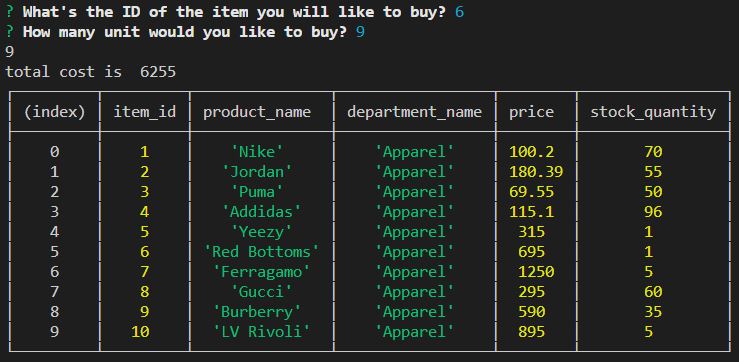 ? What's the ID of the item you will like to buy? 6
? How many unit would you like to buy? 9
9
total cost is  6255
(index) item_id product_name department_name price stock_quantity
0 1 'Nike' 'Apparel' 100.2 70
1 2 'Jordan' 'Apparel' 180.39 55
2 3 'Puma' 'Apparel' 69.55 50
3 4 'Addidas' 'Apparel' 115.1 96
4 5 'Yeezy' 'Apparel' 315 1
5 6 'Red Bottoms' 'Apparel' 695 1
6 7 'Ferragamo' 'Apparel' 1250 5
7 8 'Gucci' 'Apparel' 295 60
8 9 'Burberry' 'Apparel' 590 35
9 10 'LV Rivoli' 'Apparel' 895 5